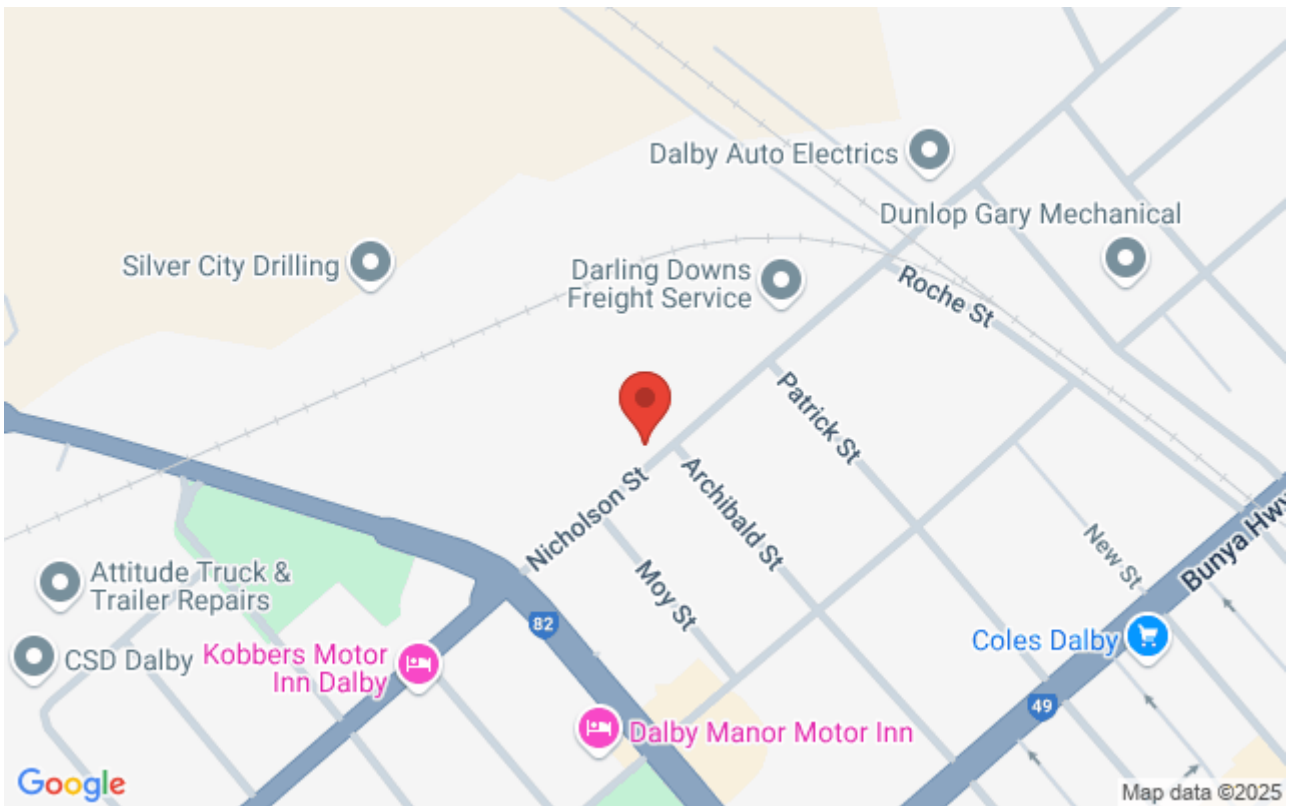 Dalby Auto Electrics
Dunlop Gary Mechanical
Silver City Drilling
Darling Downs
Freight Service
Roche St
Patrick St
Nicholson St
Archibald St
Moy St
New St
Bunya Hwy
Attitude Truck &
Trailer Repairs
82
CSD Dalby
Kobbers Motor
Inn Dalby
Coles Dalby
49
Dalby Manor Motor Inn
Google
Map data ©2025